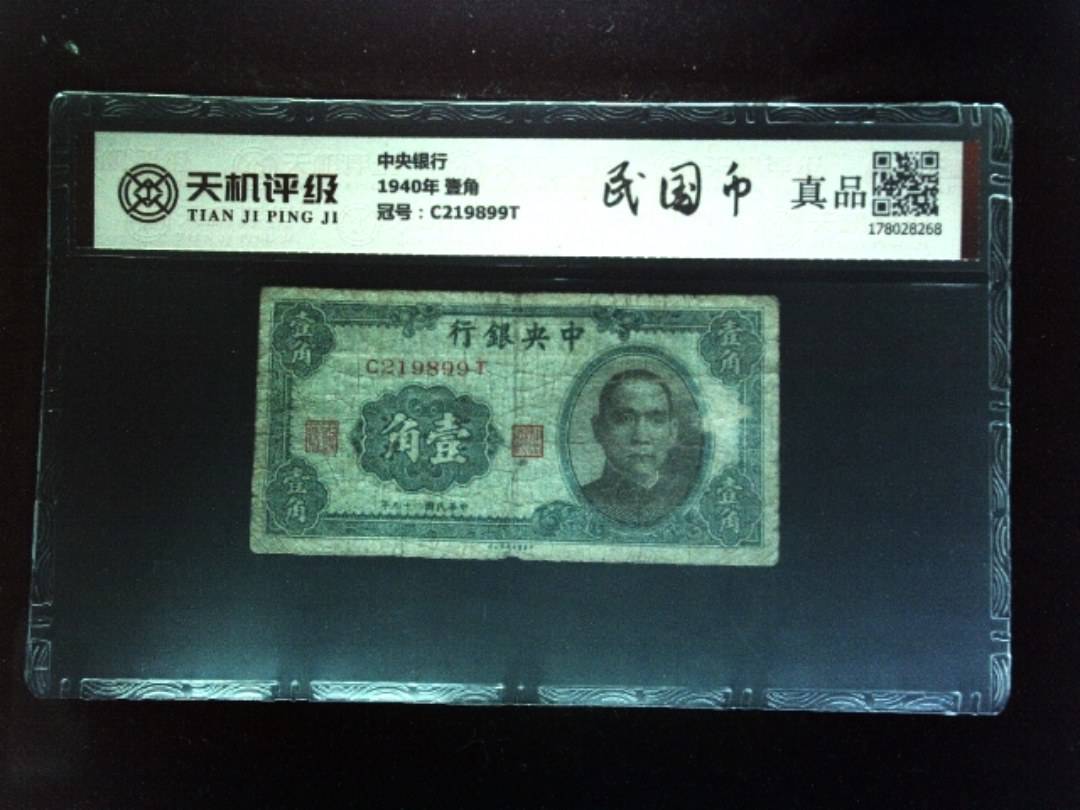 天机评级
TIAN JI PING JI
中央银行
1940年 壹角
冠号：C219899T
民国币
真品
178028268
行銀央中
壹角
壹角
C219899T
角壹
壹角
壹角